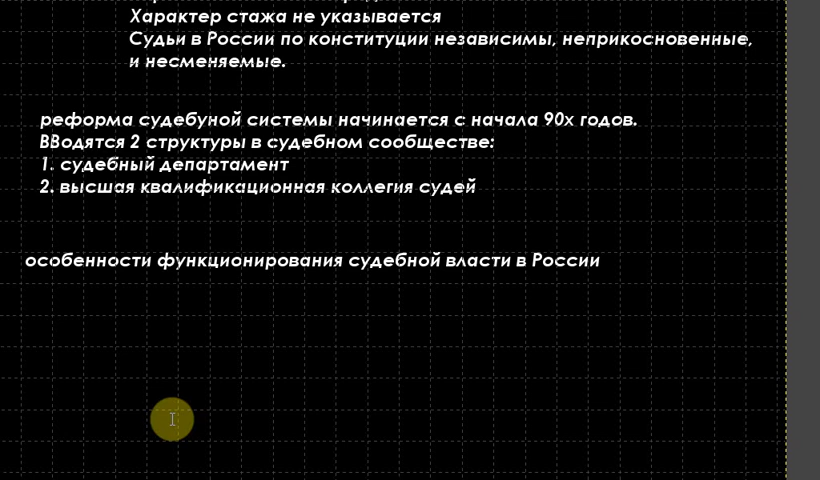 Характер стажа не указывается
Судьи в России по конституции независимы, неприкосновенные,
и несменяемые.
реформа судебуной системы начинается с начала 90х годов.
ВВодятся 2 структуры в судебном сообществе:
1. судебный департамент
2. высшая квалификационная коллегия судей
особенности функционирования судебной власти в России